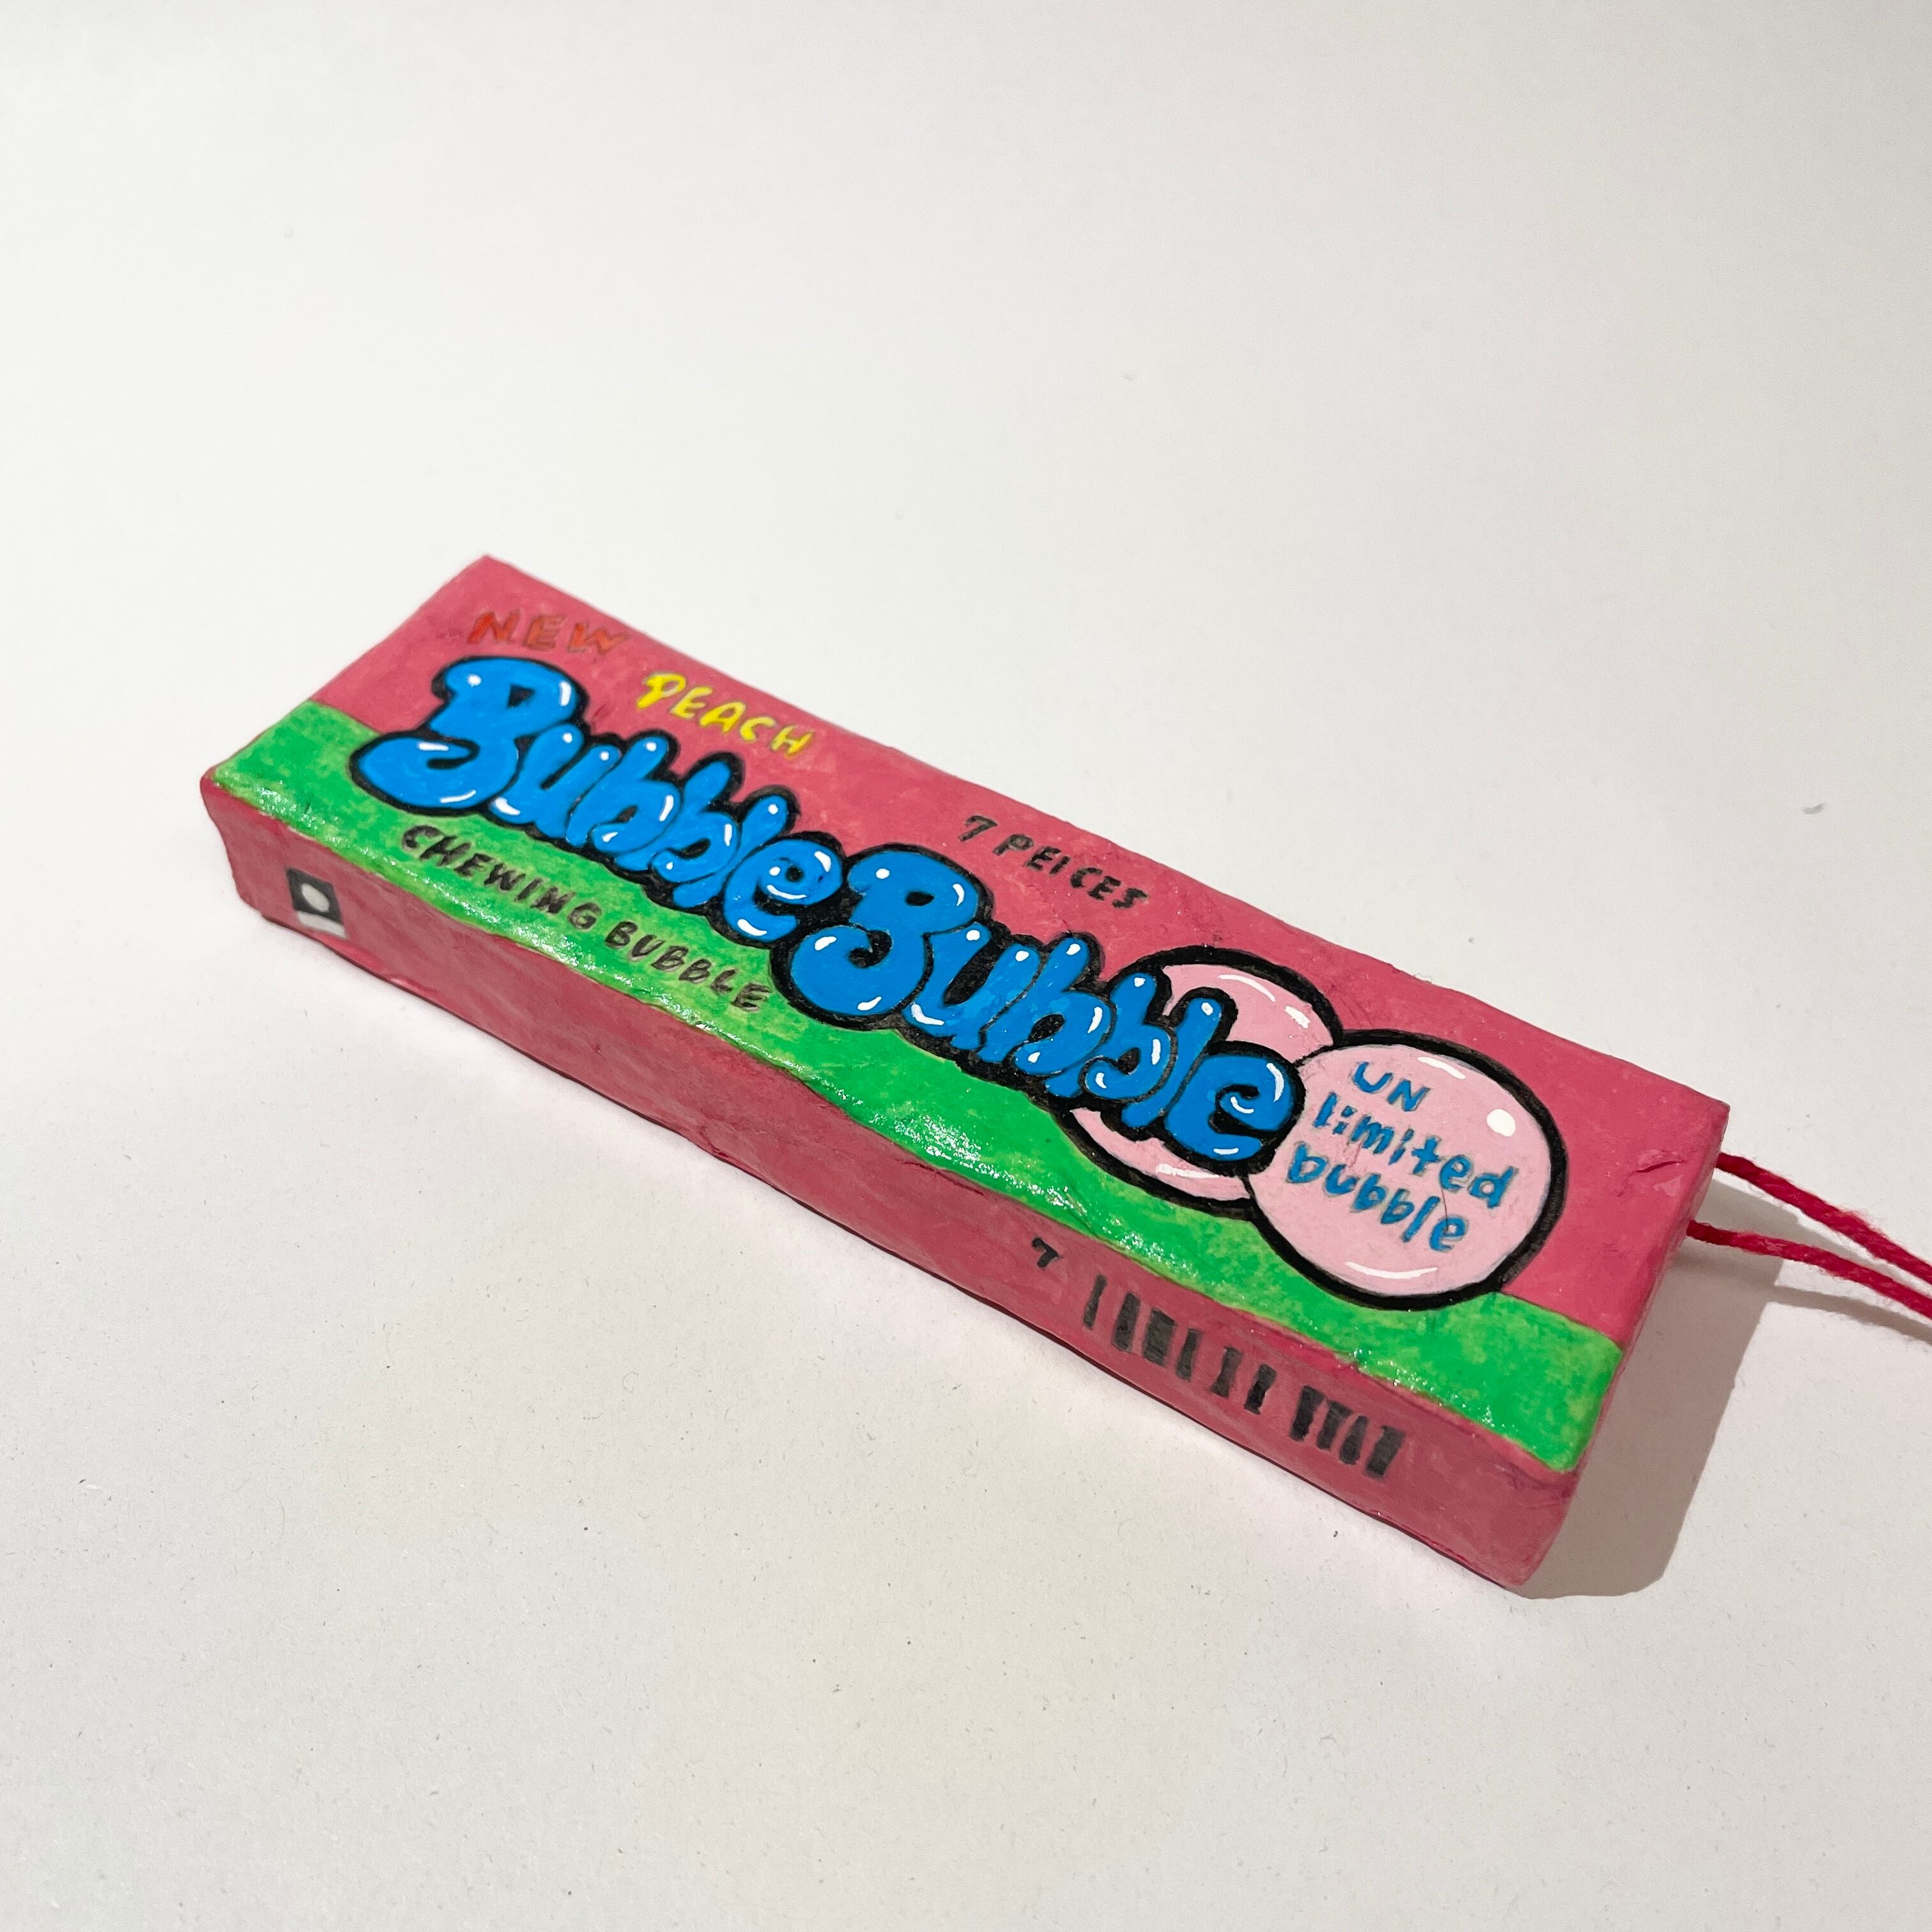 NEW
PEACH
BubbleBubble
7 PEICES
CHEWING BUBBLE
UN
limited
bubble
7